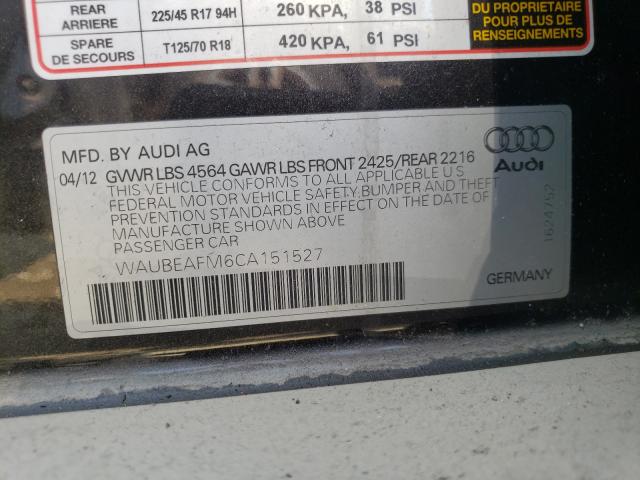 REAR
ARRIERE
225/45 R17 94H
260 KPA, 38 PSI
SPARE
DE SECOURS
T125/70 R18
420 KPA, 61 PSI
DU PROPRIETAIRE
POUR PLUS DE
RENSEIGNEMENTS
MFD. BY AUDI AG
04/12 GVWR LBS 4564 GAWR LBS FRONT 2425/REAR 2216
THIS VEHICLE CONFORMS TO ALL APPLICABLE U S
FEDERAL MOTOR VEHICLE SAFETY,BUMPER AND THEFT
PREVENTION STANDARDS IN EFFECT ON THE DATE OF
MANUFACTURE SHOWN ABOVE
PASSENGER CAR
WAUBEAFM6CA151527
Audi
1624752
GERMANY